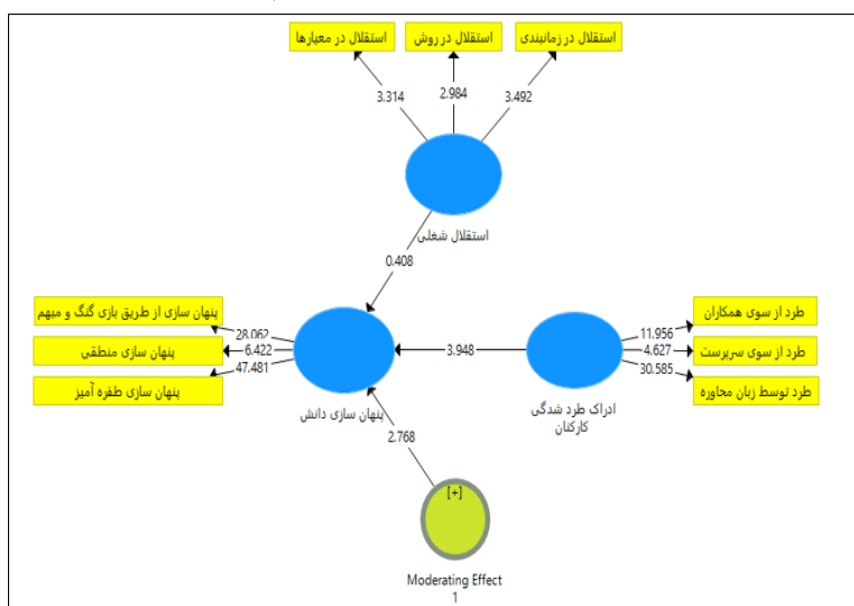 استقلال در معیارها
استقلال در روش
استقلال در زمانبندی
3.314
2.984
3.492
استقلال شغلی
0.408
پنهان سازی از طریق بازی گنگ و مبهم
پنهان سازی منطقی
پنهان سازی طفره آمیز
28.062
6.422
47.481
پنهان سازی دانش
3.948
11.956
4.627
30.585
طرد از سوی همکاران
طرد از سوی سرپرست
طرد توسط زبان محاوره
ادراک طرد شدگی
کارکنان
2.768
[+]
Moderating Effect
1